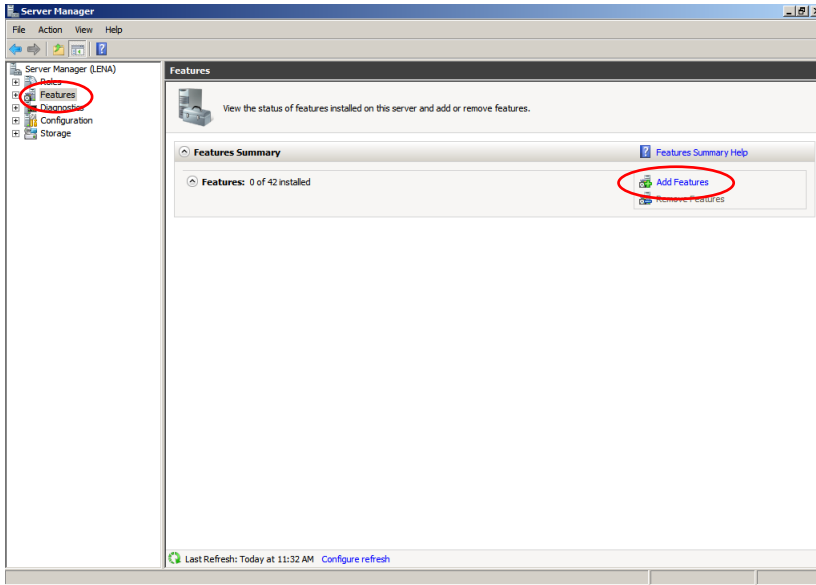 Server Manager
File Action View Help
Server Manager (LENA)
Roles
Features
Diagnostics
Configuration
Storage
Features
View the status of features installed on this server and add or remove features.
Features Summary
Features Summary Help
Features: 0 of 42 installed
Add Features
Remove Features
Last Refresh: Today at 11:32 AM Configure refresh